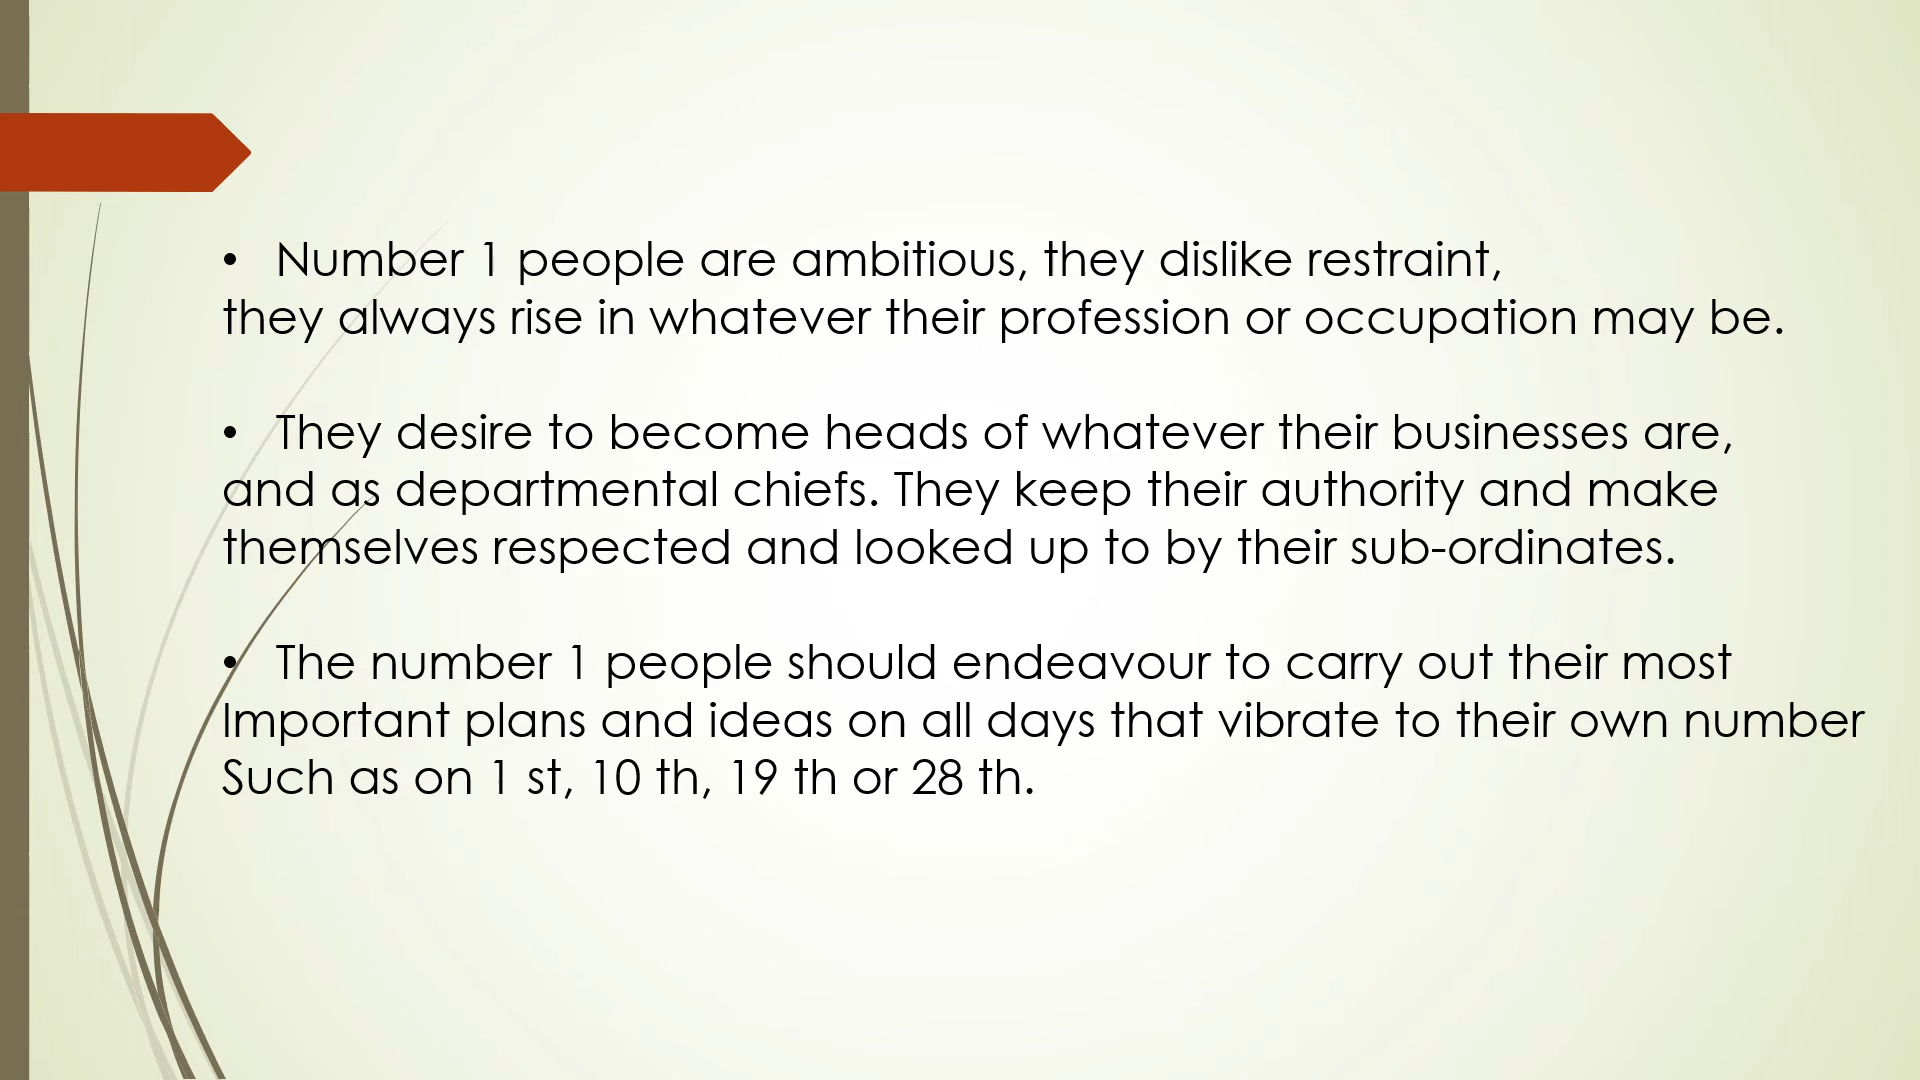 • Number 1 people are ambitious, they dislike restraint,
they always rise in whatever their profession or occupation may be.
• They desire to become heads of whatever their businesses are,
and as departmental chiefs. They keep their authority and make
themselves respected and looked up to by their sub-ordinates.
• The number 1 people should endeavour to carry out their most
Important plans and ideas on all days that vibrate to their own number
Such as on 1 st, 10 th, 19 th or 28 th.